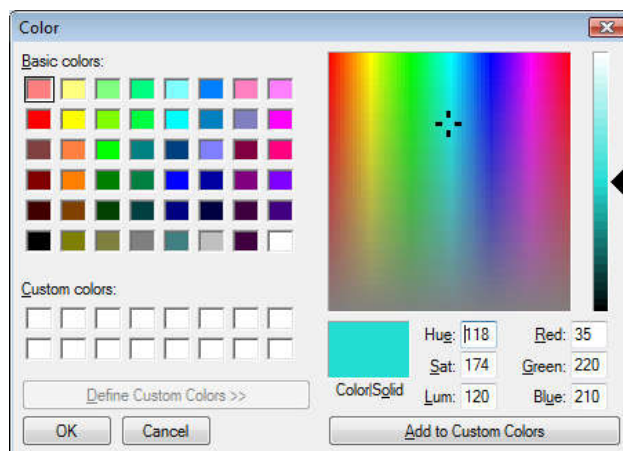 Color
Basic colors:
Custom colors:
Define Custom Colors >>
OK Cancel
Color|Solid
Hue: 118 Red: 35
Sat: 174 Green: 220
Lum: 120 Blue: 210
Add to Custom Colors